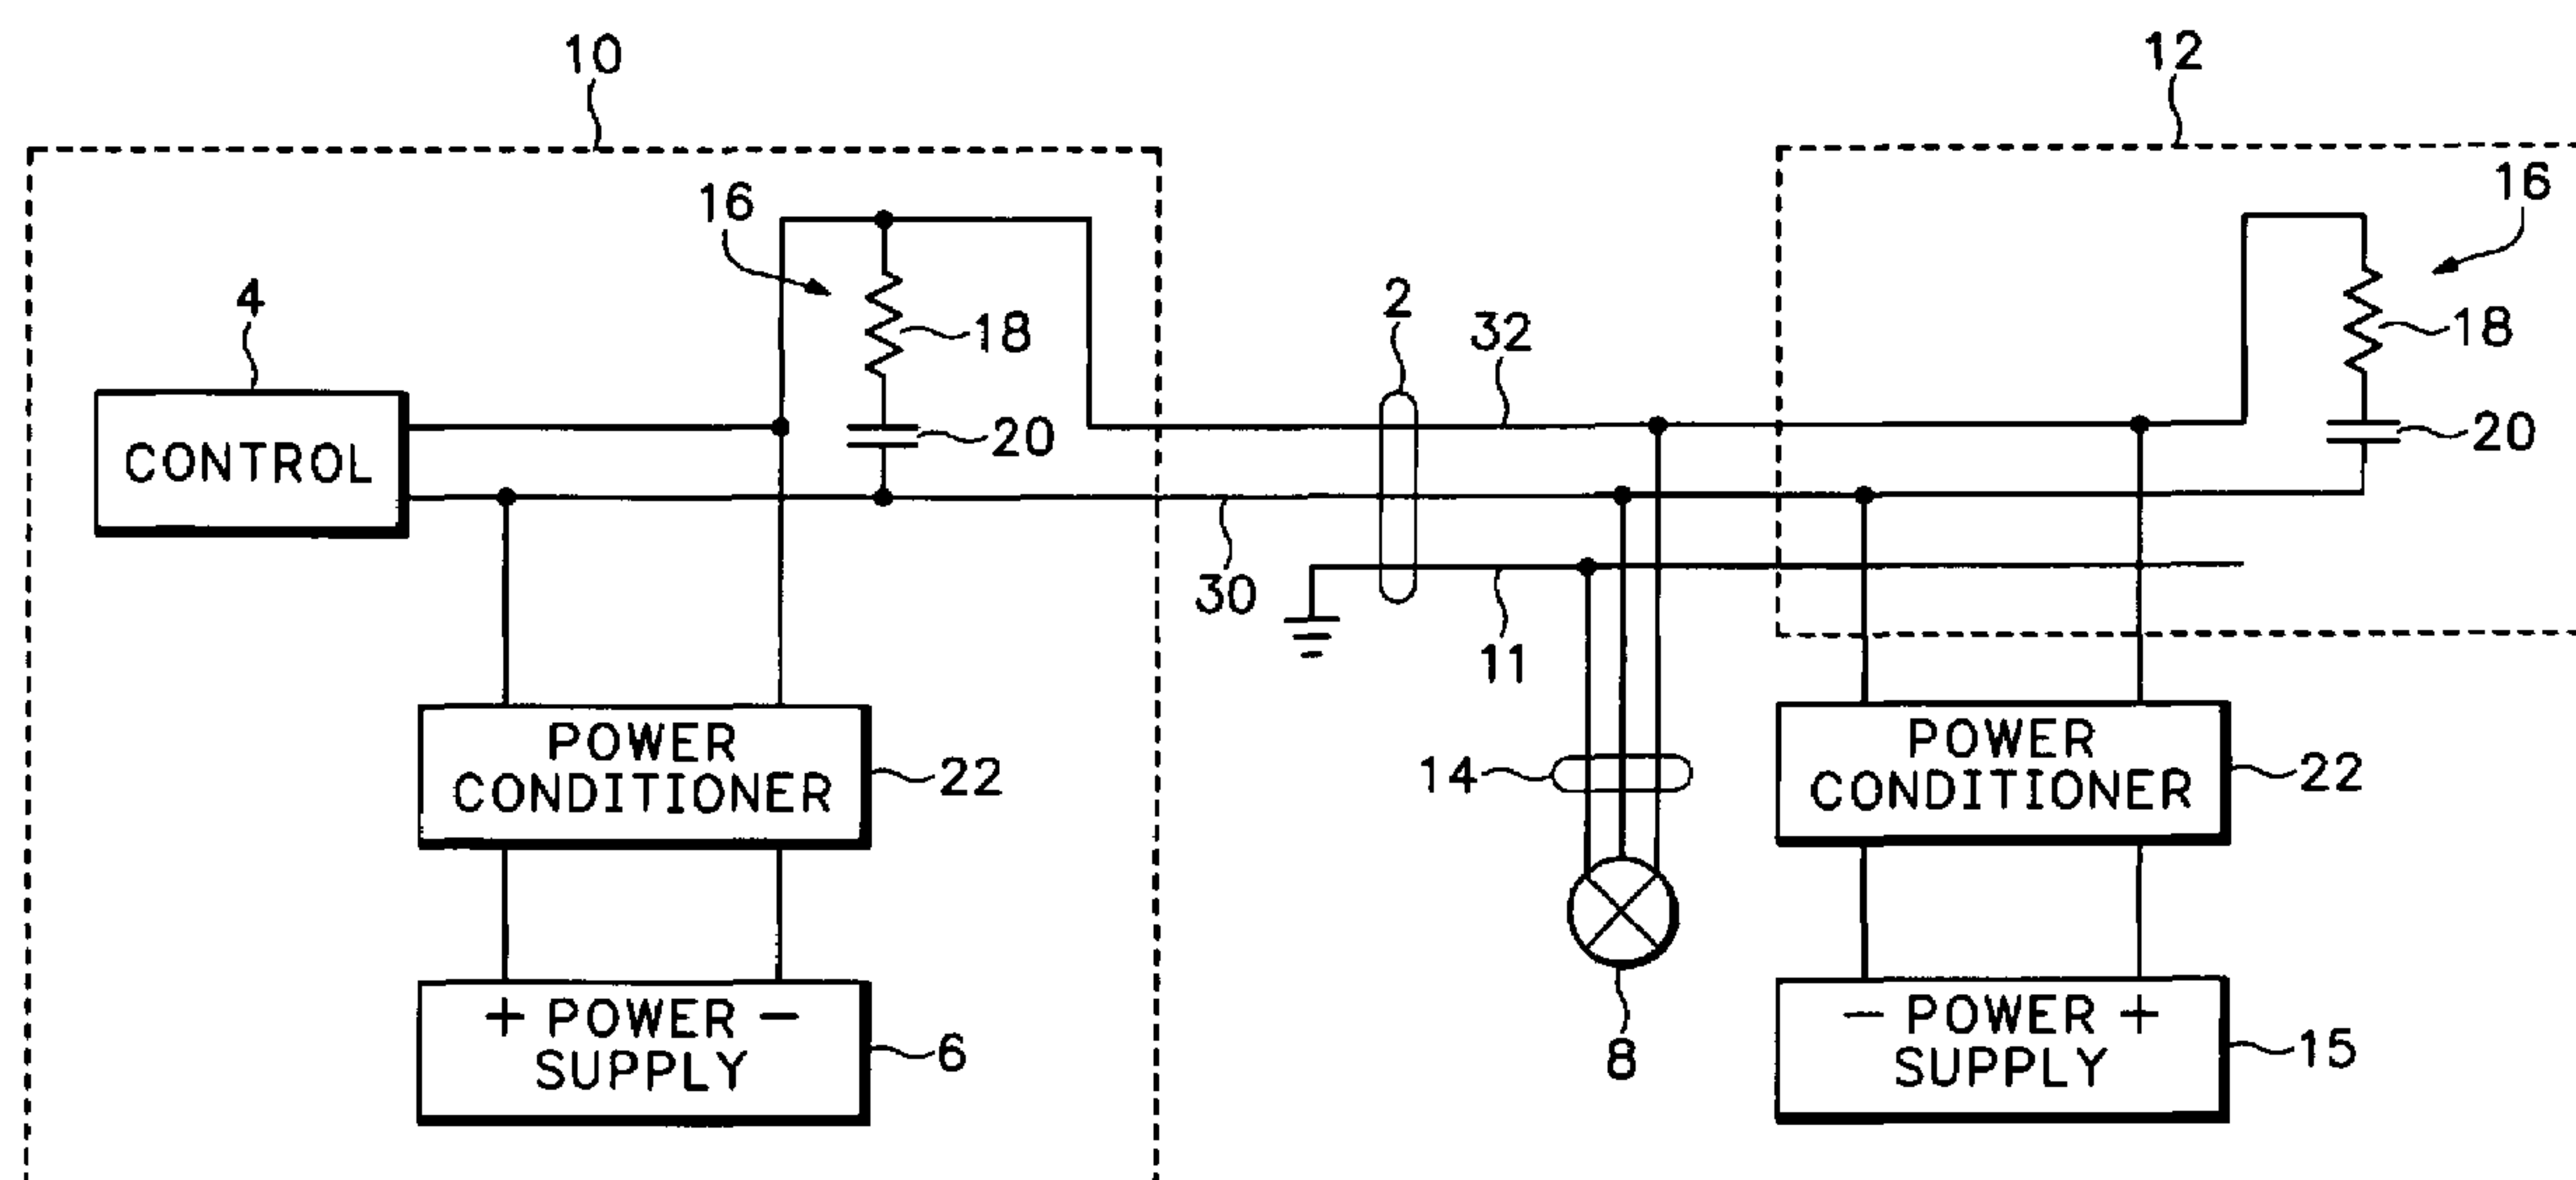 10
12
16
16
4
2
32
18
18
CONTROL
20
20
30
11
POWER
CONDITIONER
22
14
POWER
CONDITIONER
22
+ POWER −
SUPPLY
6
8
− POWER +
SUPPLY
15